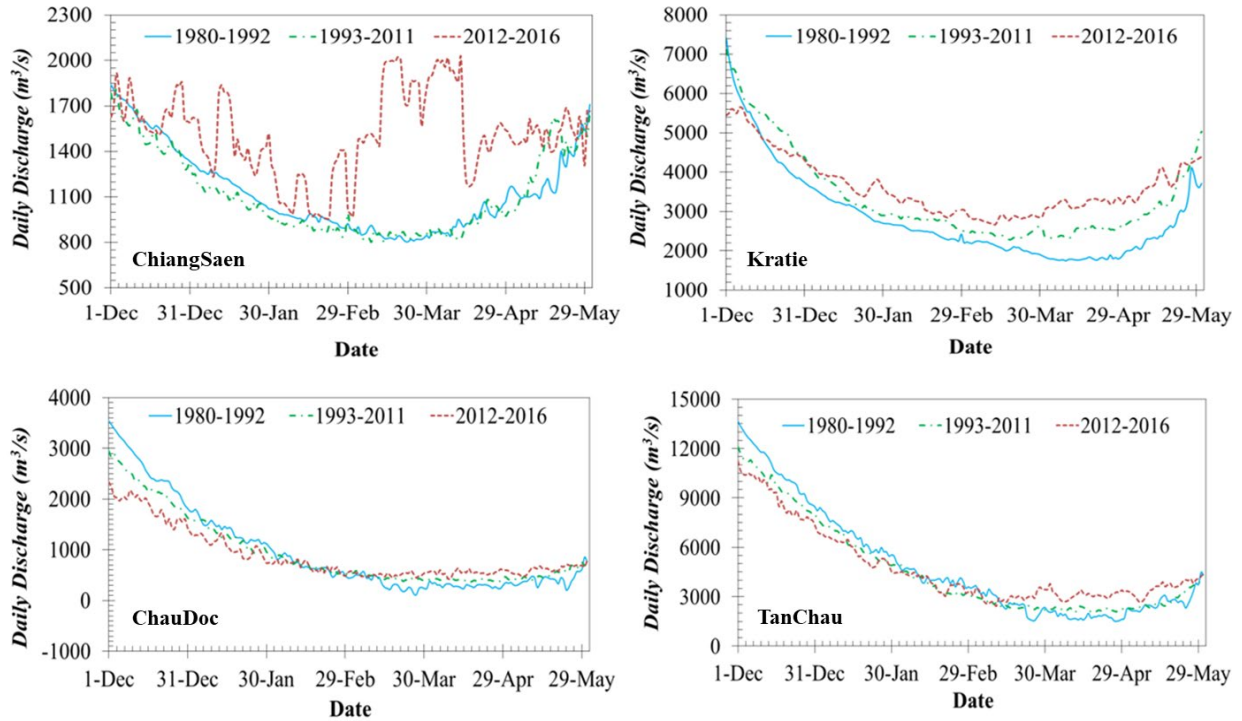 2300
2000
1700
1400
1100
800
500
Daily Discharge (m³/s)
1980-1992 1993-2011 2012-2016
ChiangSaen
1-Dec 31-Dec 30-Jan 29-Feb 30-Mar 29-Apr 29-May
Date
8000
7000
6000
5000
4000
3000
2000
1000
Daily Discharge (m³/s)
1980-1992 1993-2011 2012-2016
Kratie
1-Dec 31-Dec 30-Jan 29-Feb 30-Mar 29-Apr 29-May
Date
4000
3000
2000
1000
0
-1000
Daily Discharge (m³/s)
1980-1992 1993-2011 2012-2016
ChauDoc
1-Dec 31-Dec 30-Jan 29-Feb 30-Mar 29-Apr 29-May
Date
15000
12000
9000
6000
3000
0
Daily Discharge (m³/s)
1980-1992 1993-2011 2012-2016
TanChau
1-Dec 31-Dec 30-Jan 29-Feb 30-Mar 29-Apr 29-May
Date